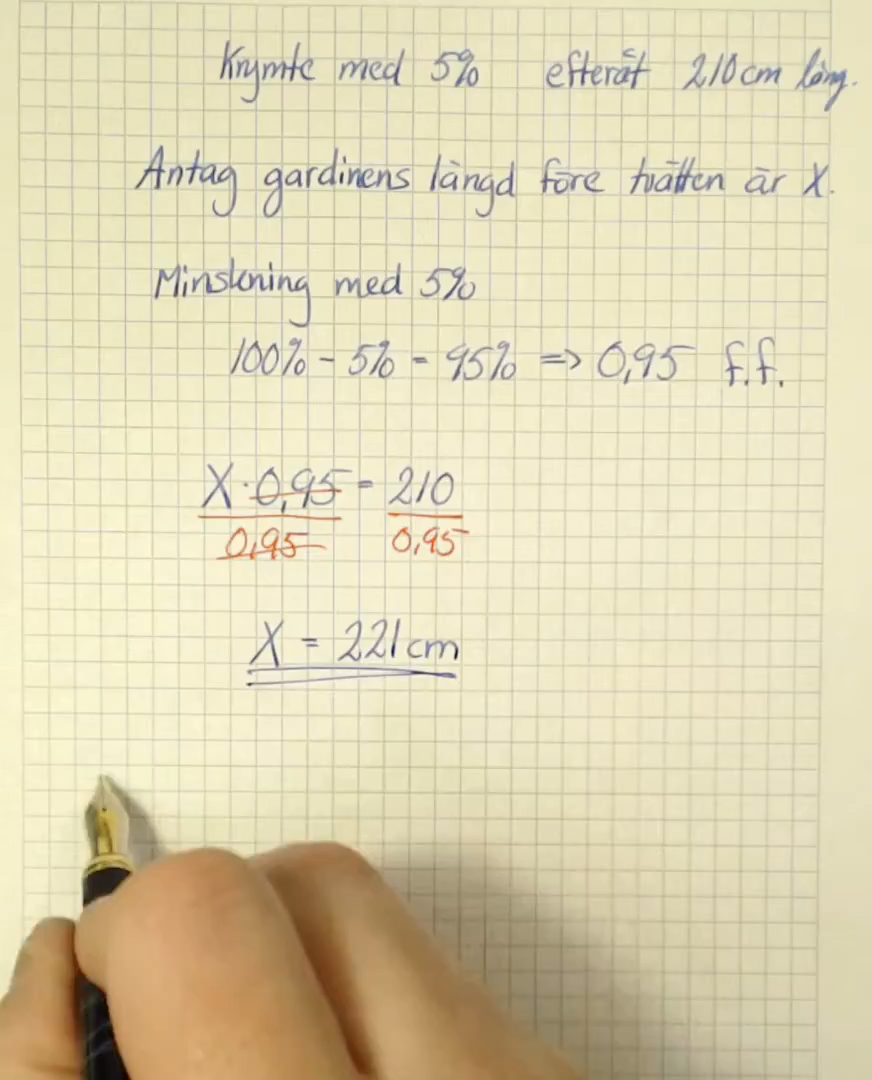 Krymte med 5% efteråt 210 cm lång.
Antag gardinens längd före tvätten är X.
Minskning med 5%
100% - 5% = 95% => 0,95 f.f.
X · 0,95 = 210
0,95 0,95
X = 221 cm